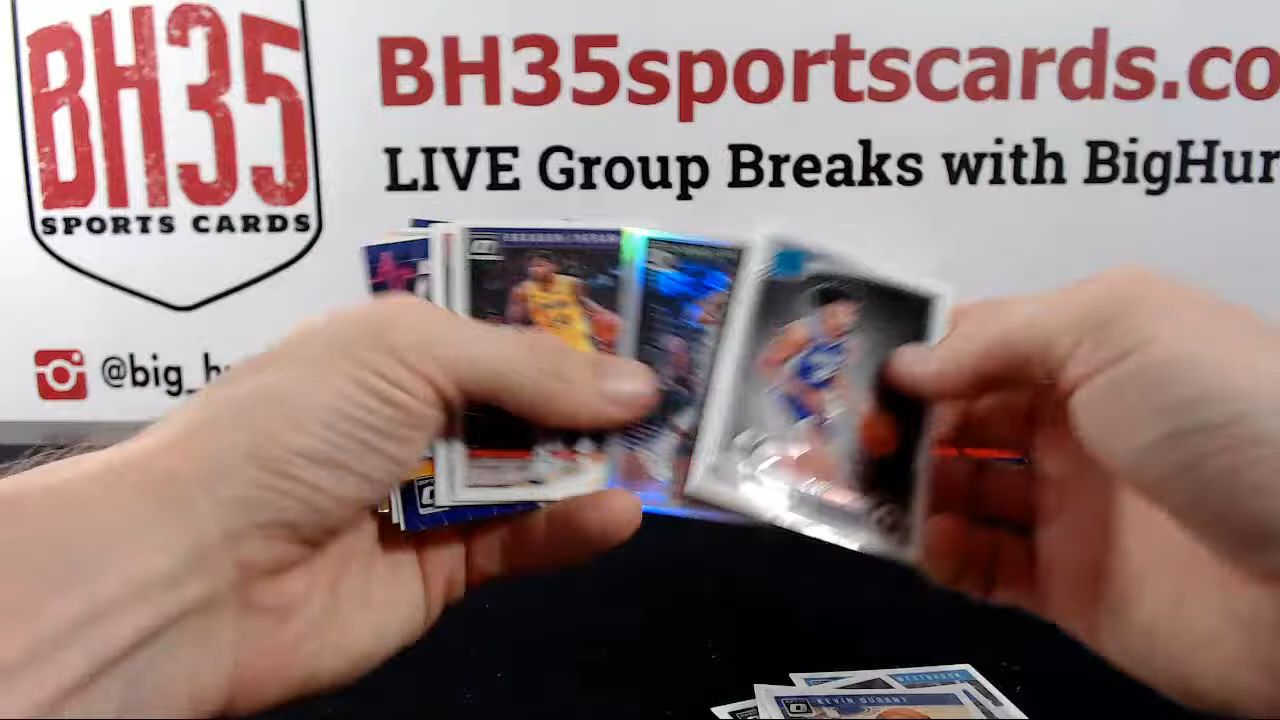 BH35
SPORTS CARDS
BH35sportscards.co
LIVE Group Breaks with BigHur
@big_h
KEVIN DURANT